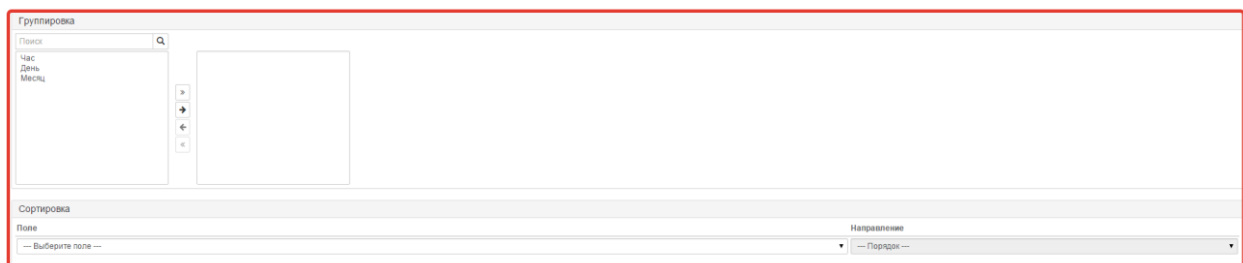 Группировка
Поиск
Час
День
Месяц
Сортировка
Поле Направление
--- Выберите поле --- --- Порядок ---